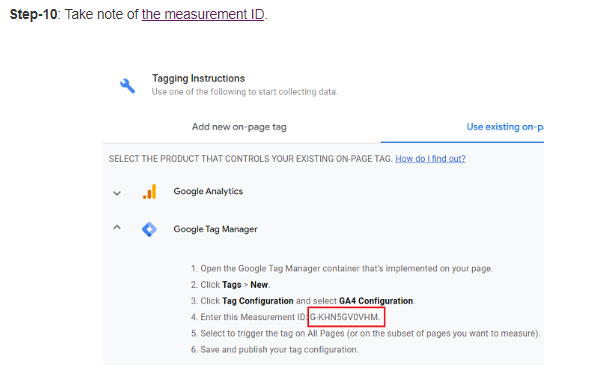 Step-10: Take note of the measurement ID.
Tagging Instructions
Use one of the following to start collecting data.
Add new on-page tag
Use existing on-p
SELECT THE PRODUCT THAT CONTROLS YOUR EXISTING ON-PAGE TAG. How do I find out?
Google Analytics
Google Tag Manager
1. Open the Google Tag Manager container that's implemented on your page.
2. Click Tags > New.
3. Click Tag Configuration and select GA4 Configuration.
4. Enter this Measurement ID: G-KHN5GV0VHM.
5. Select to trigger the tag on All Pages (or on the subset of pages you want to measure).
6. Save and publish your tag configuration.